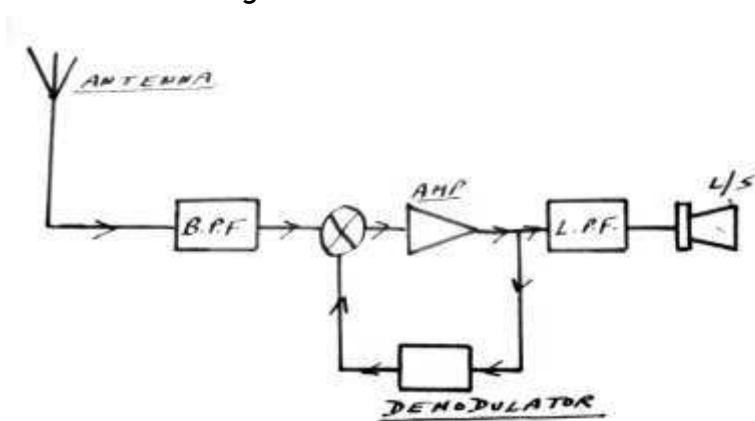 ANTENNA
B.P.F
AMP
L.P.F.
L/S
DEMODULATOR